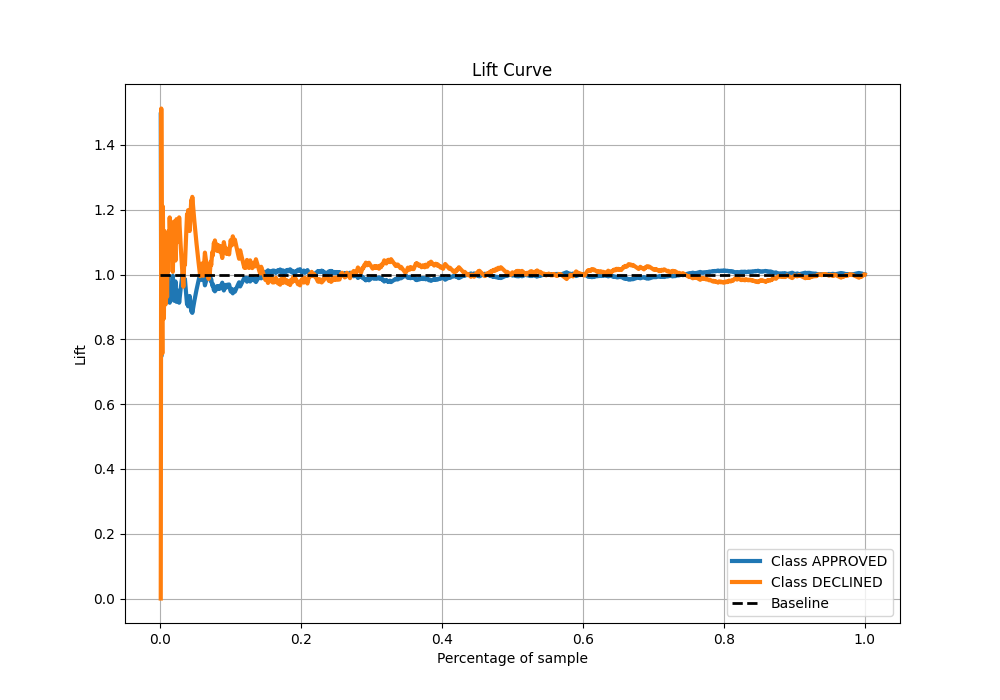 Lift Curve
Lift
1.4
1.2
1.0
0.8
0.6
0.4
0.2
0.0
0.0 0.2 0.4 0.6 0.8 1.0
Percentage of sample
Class APPROVED
Class DECLINED
Baseline